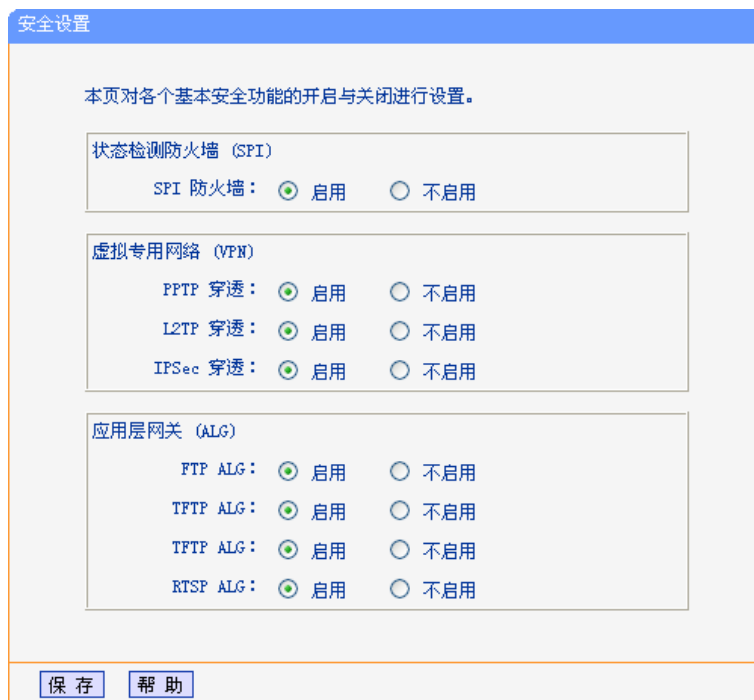 安全设置
本页对各个基本安全功能的开启与关闭进行设置。
状态检测防火墙 (SPI)
SPI 防火墙： 启用 不启用
虚拟专用网络 (VPN)
PPTP 穿透： 启用 不启用
L2TP 穿透： 启用 不启用
IPSec 穿透： 启用 不启用
应用层网关 (ALG)
FTP ALG： 启用 不启用
TFTP ALG： 启用 不启用
TFTP ALG： 启用 不启用
RTSP ALG： 启用 不启用
保 存 帮 助